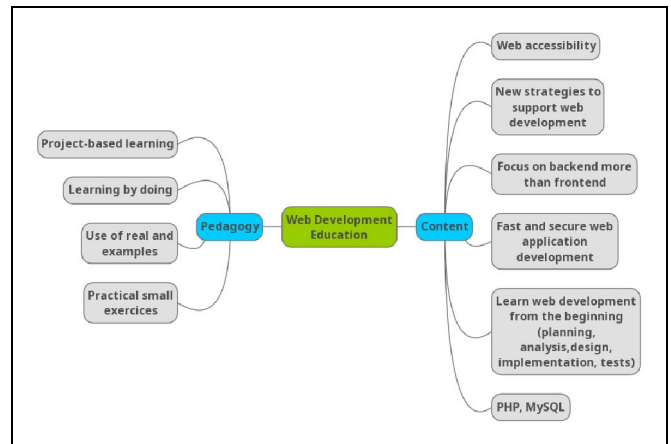 Web Development
Education
Pedagogy
Project-based learning
Learning by doing
Use of real and
examples
Practical small
exercices
Content
Web accessibility
New strategies to
support web
development
Focus on backend more
than frontend
Fast and secure web
application
development
Learn web development
from the beginning
(planning,
analysis,design,
implementation, tests)
PHP, MySQL